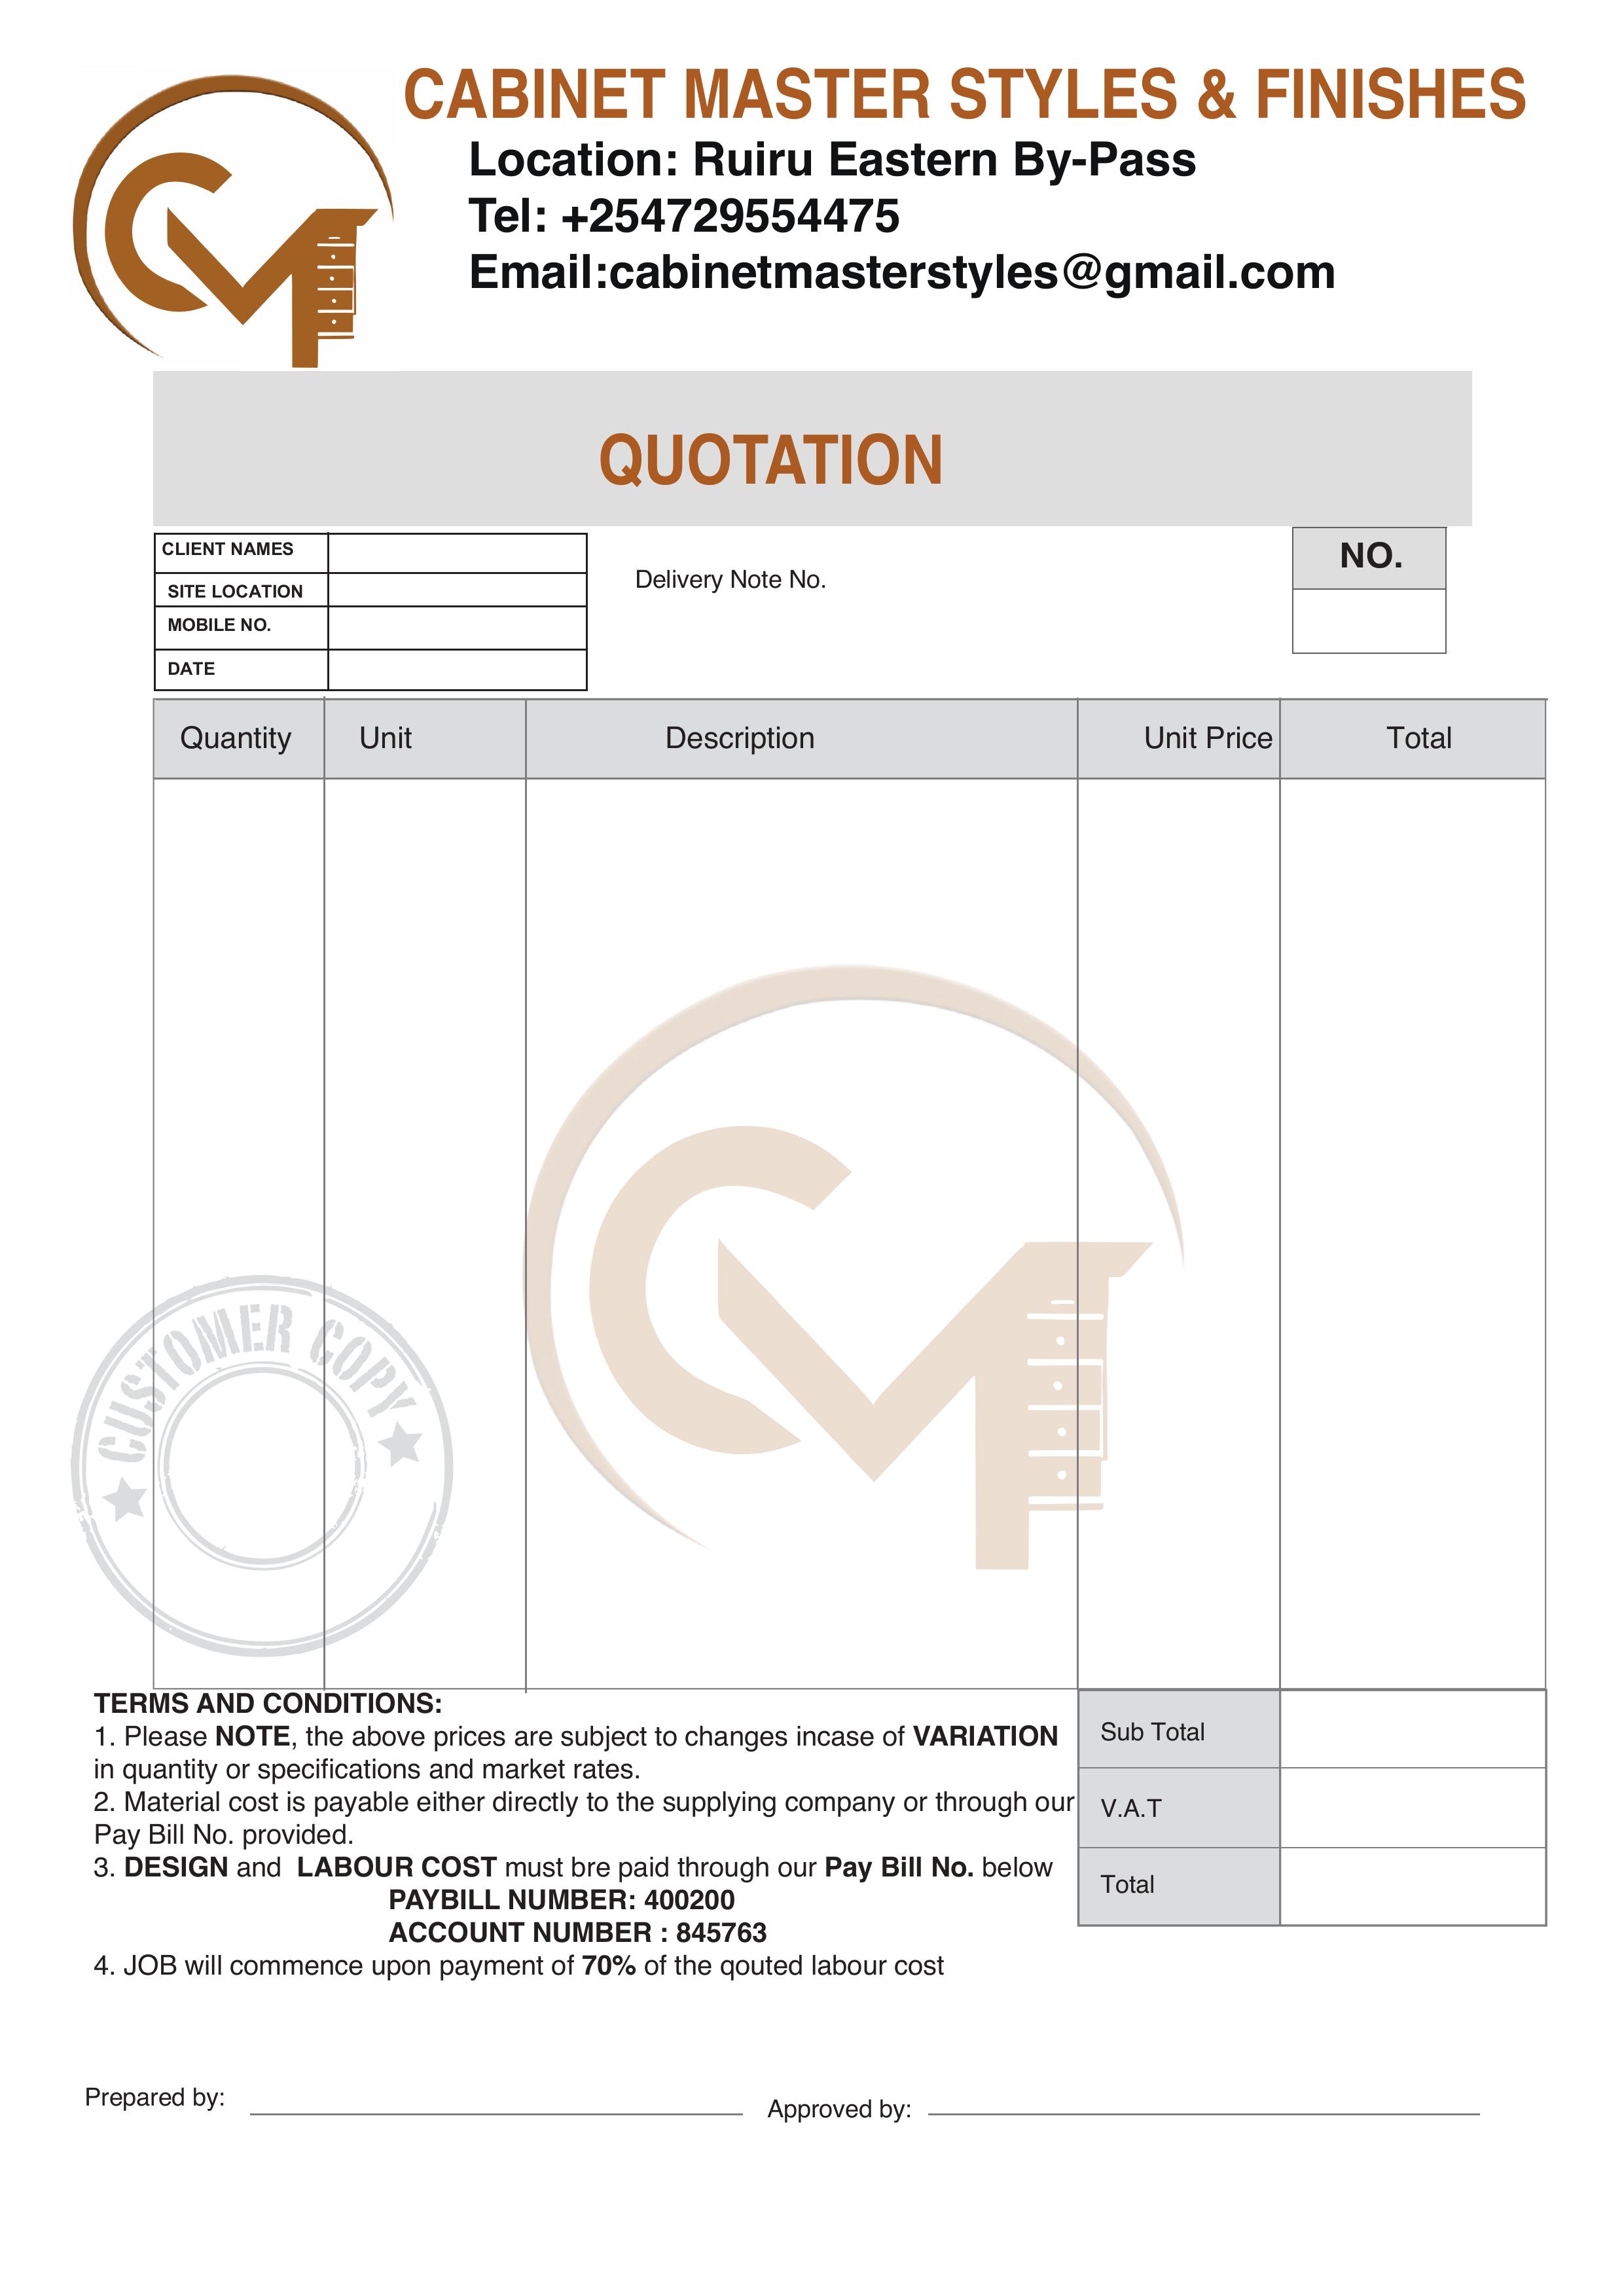 CABINET MASTER STYLES & FINISHES
Location: Ruiru Eastern By-Pass
Tel: +254729554475
Email:cabinetmasterstyles@gmail.com
CM
QUOTATION
CLIENT NAMES
SITE LOCATION
MOBILE NO.
DATE
Delivery Note No.
NO.
Quantity Unit Description Unit Price Total
CM
CUSTOMER COPY
TERMS AND CONDITIONS:
1. Please NOTE, the above prices are subject to changes incase of VARIATION
in quantity or specifications and market rates.
2. Material cost is payable either directly to the supplying company or through our
Pay Bill No. provided.
3. DESIGN and LABOUR COST must bre paid through our Pay Bill No. below
PAYBILL NUMBER: 400200
ACCOUNT NUMBER : 845763
4. JOB will commence upon payment of 70% of the qouted labour cost
Sub Total
V.A.T
Total
Prepared by:
Approved by: